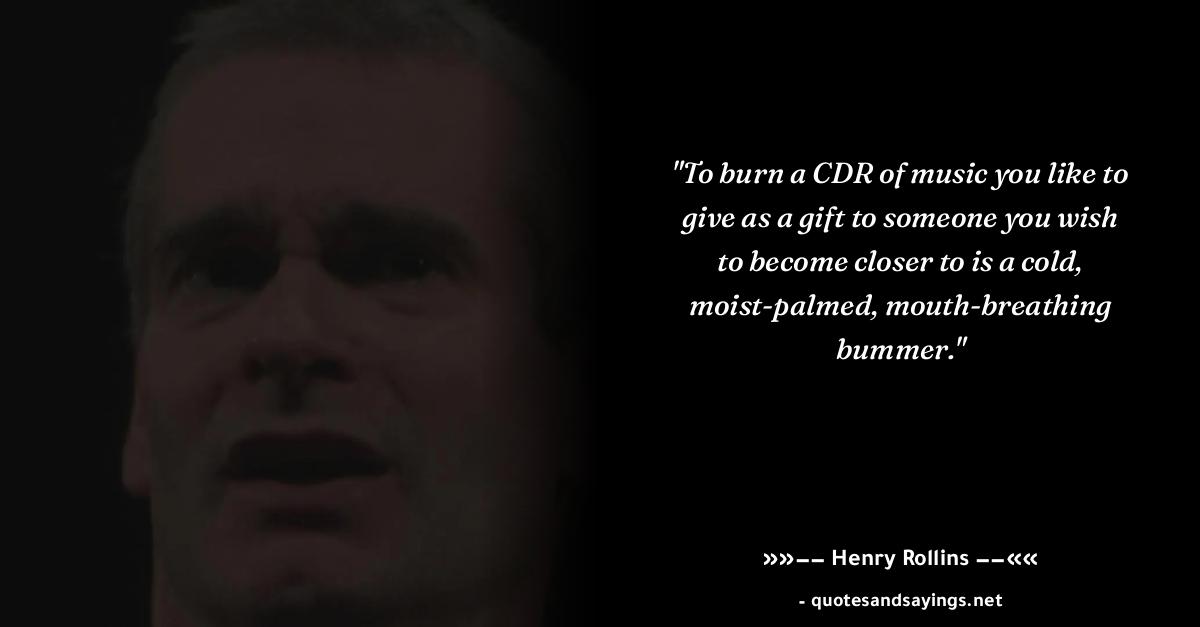 "To burn a CDR of music you like to
give as a gift to someone you wish
to become closer to is a cold,
moist-palmed, mouth-breathing
bummer."
»»–– Henry Rollins ––««
- quotesandsayings.net